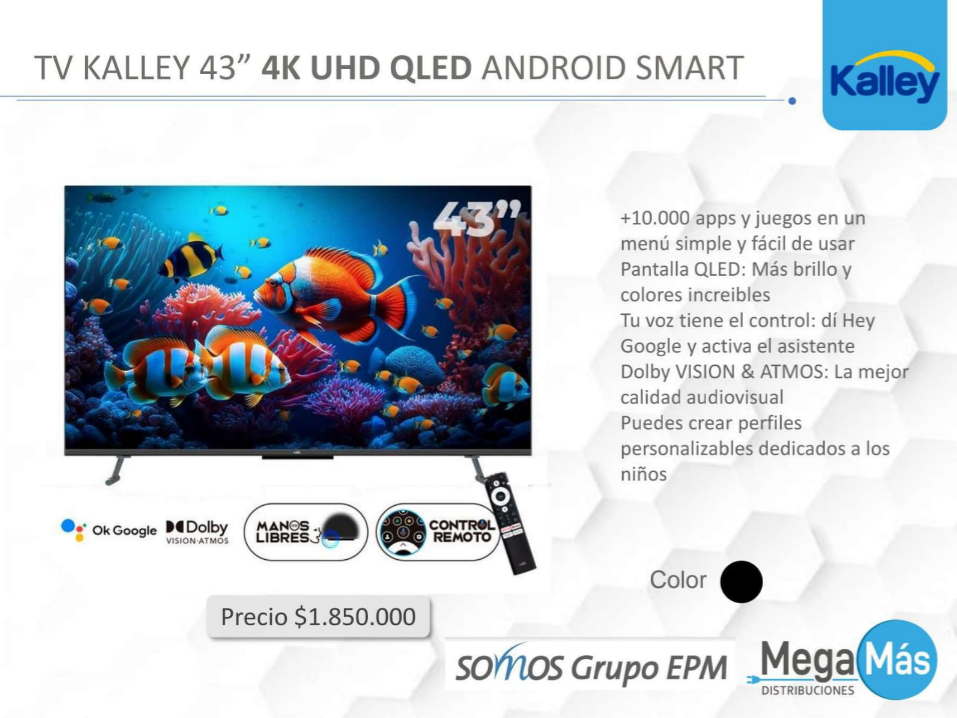 TV KALLEY 43” 4K UHD QLED ANDROID SMART
Kalley
43”
+10.000 apps y juegos en un
menú simple y fácil de usar
Pantalla QLED: Más brillo y
colores increibles
Tu voz tiene el control: dí Hey
Google y activa el asistente
Dolby VISION & ATMOS: La mejor
calidad audiovisual
Puedes crear perfiles
personalizables dedicados a los
niños
Ok Google
Dolby
VISION·ATMOS
MANOS
LIBRES
CONTROL
REMOTO
Color
Precio $1.850.000
somos Grupo EPM
Mega Más
DISTRIBUCIONES